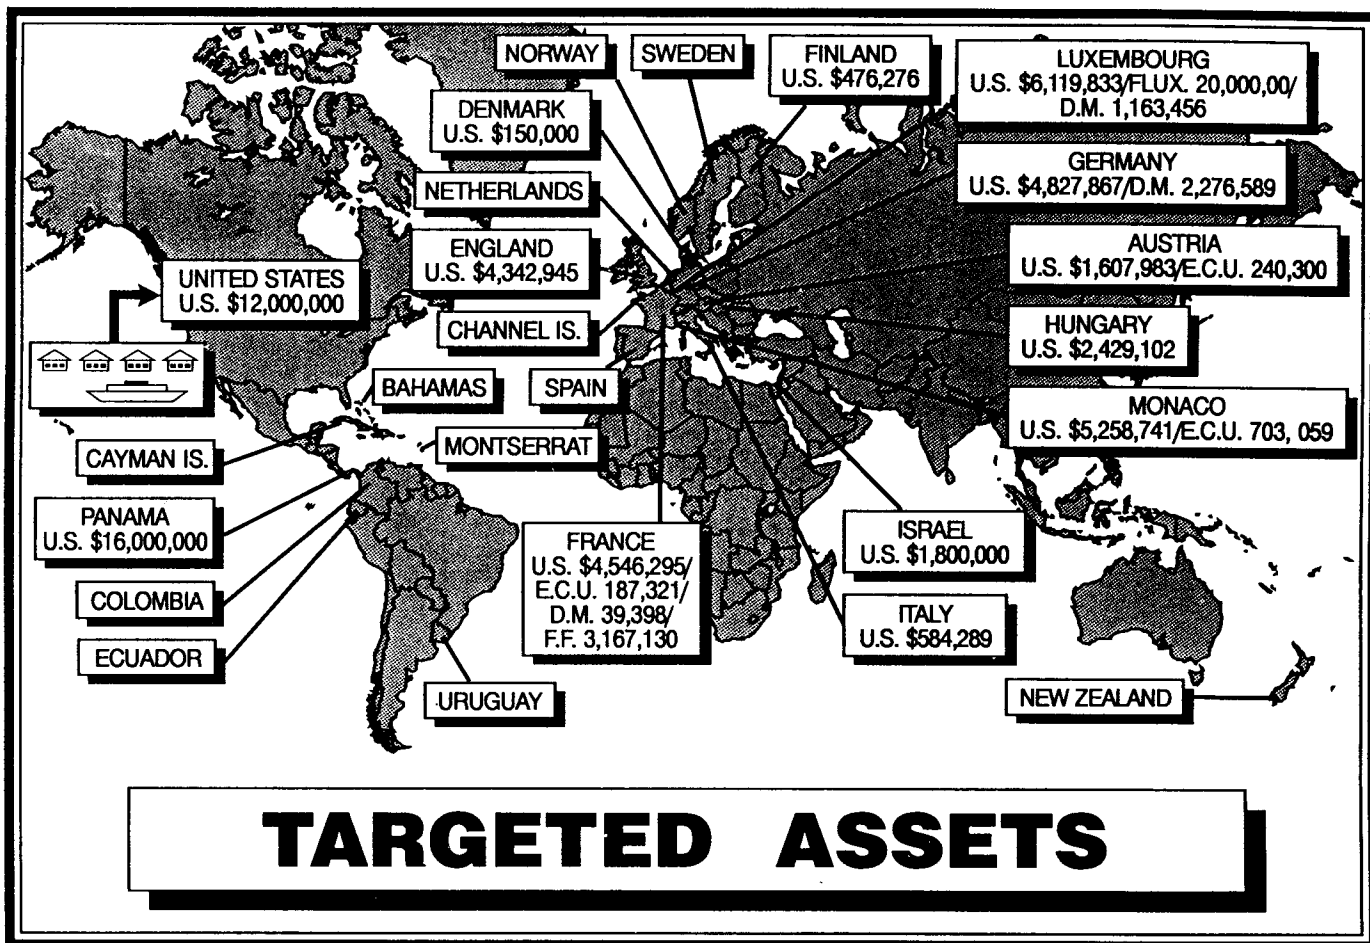 NORWAY
SWEDEN
FINLAND
U.S. $476,276
LUXEMBOURG
U.S. $6,119,833/FLUX. 20,000,00/
D.M. 1,163,456
DENMARK
U.S. $150,000
GERMANY
U.S. $4,827,867/D.M. 2,276,589
NETHERLANDS
ENGLAND
U.S. $4,342,945
AUSTRIA
U.S. $1,607,983/E.C.U. 240,300
UNITED STATES
U.S. $12,000,000
CHANNEL IS.
HUNGARY
U.S. $2,429,102
BAHAMAS
SPAIN
MONACO
U.S. $5,258,741/E.C.U. 703, 059
MONTSERRAT
CAYMAN IS.
PANAMA
U.S. $16,000,000
FRANCE
U.S. $4,546,295/
E.C.U. 187,321/
D.M. 39,398/
F.F. 3,167,130
ISRAEL
U.S. $1,800,000
COLOMBIA
ITALY
U.S. $584,289
ECUADOR
URUGUAY
NEW ZEALAND
TARGETED ASSETS